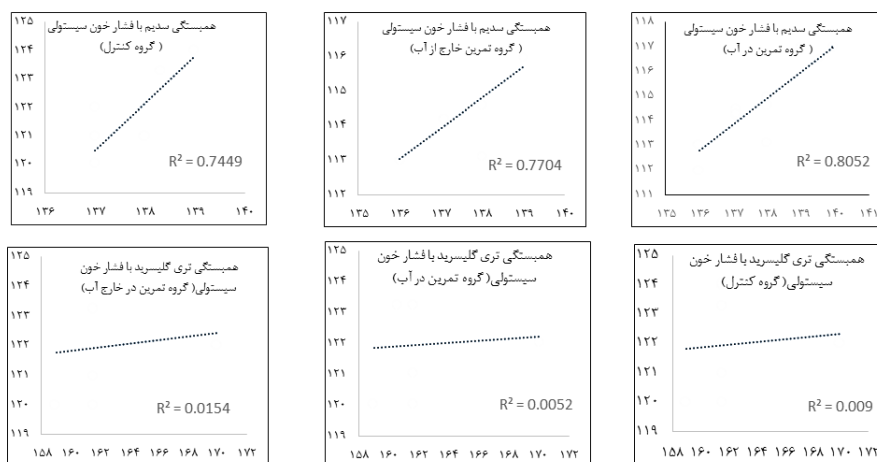 همبستگی سدیم با فشار خون سیستولی
( گروه کنترل)
۱۲۵
۱۲۴
۱۲۳
۱۲۲
۱۲۱
۱۲۰
۱۱۹
R² = 0.7449
۱۳۶ ۱۳۷ ۱۳۸ ۱۳۹ ۱۴۰
همبستگی سدیم با فشار خون سیستولی
( گروه تمرین خارج از آب)
۱۱۷
۱۱۶
۱۱۵
۱۱۴
۱۱۳
۱۱۲
R² = 0.7704
۱۳۵ ۱۳۶ ۱۳۷ ۱۳۸ ۱۳۹ ۱۴۰
همبستگی سدیم با فشار خون سیستولی
( گروه تمرین در آب)
۱۱۸
۱۱۷
۱۱۶
۱۱۵
۱۱۴
۱۱۳
۱۱۲
۱۱۱
R² = 0.8052
۱۳۵ ۱۳۶ ۱۳۷ ۱۳۸ ۱۳۹ ۱۴۰ ۱۴۱
همبستگی تری گلیسرید با فشار خون
سیستولی( گروه تمرین در خارج آب)
۱۲۵
۱۲۴
۱۲۳
۱۲۲
۱۲۱
۱۲۰
۱۱۹
R² = 0.0154
۱۵۸ ۱۶۰ ۱۶۲ ۱۶۴ ۱۶۶ ۱۶۸ ۱۷۰ ۱۷۲
همبستگی تری گلیسرید با فشار خون
سیستولی( گروه تمرین در آب)
۱۲۵
۱۲۴
۱۲۳
۱۲۲
۱۲۱
۱۲۰
۱۱۹
R² = 0.0052
۱۵۸ ۱۶۰ ۱۶۲ ۱۶۴ ۱۶۶ ۱۶۸ ۱۷۰ ۱۷۲
همبستگی تری گلیسرید با فشار خون
سیستولی( گروه کنترل)
۱۲۵
۱۲۴
۱۲۳
۱۲۲
۱۲۱
۱۲۰
۱۱۹
R² = 0.009
۱۵۸ ۱۶۰ ۱۶۲ ۱۶۴ ۱۶۶ ۱۶۸ ۱۷۰ ۱۷۲